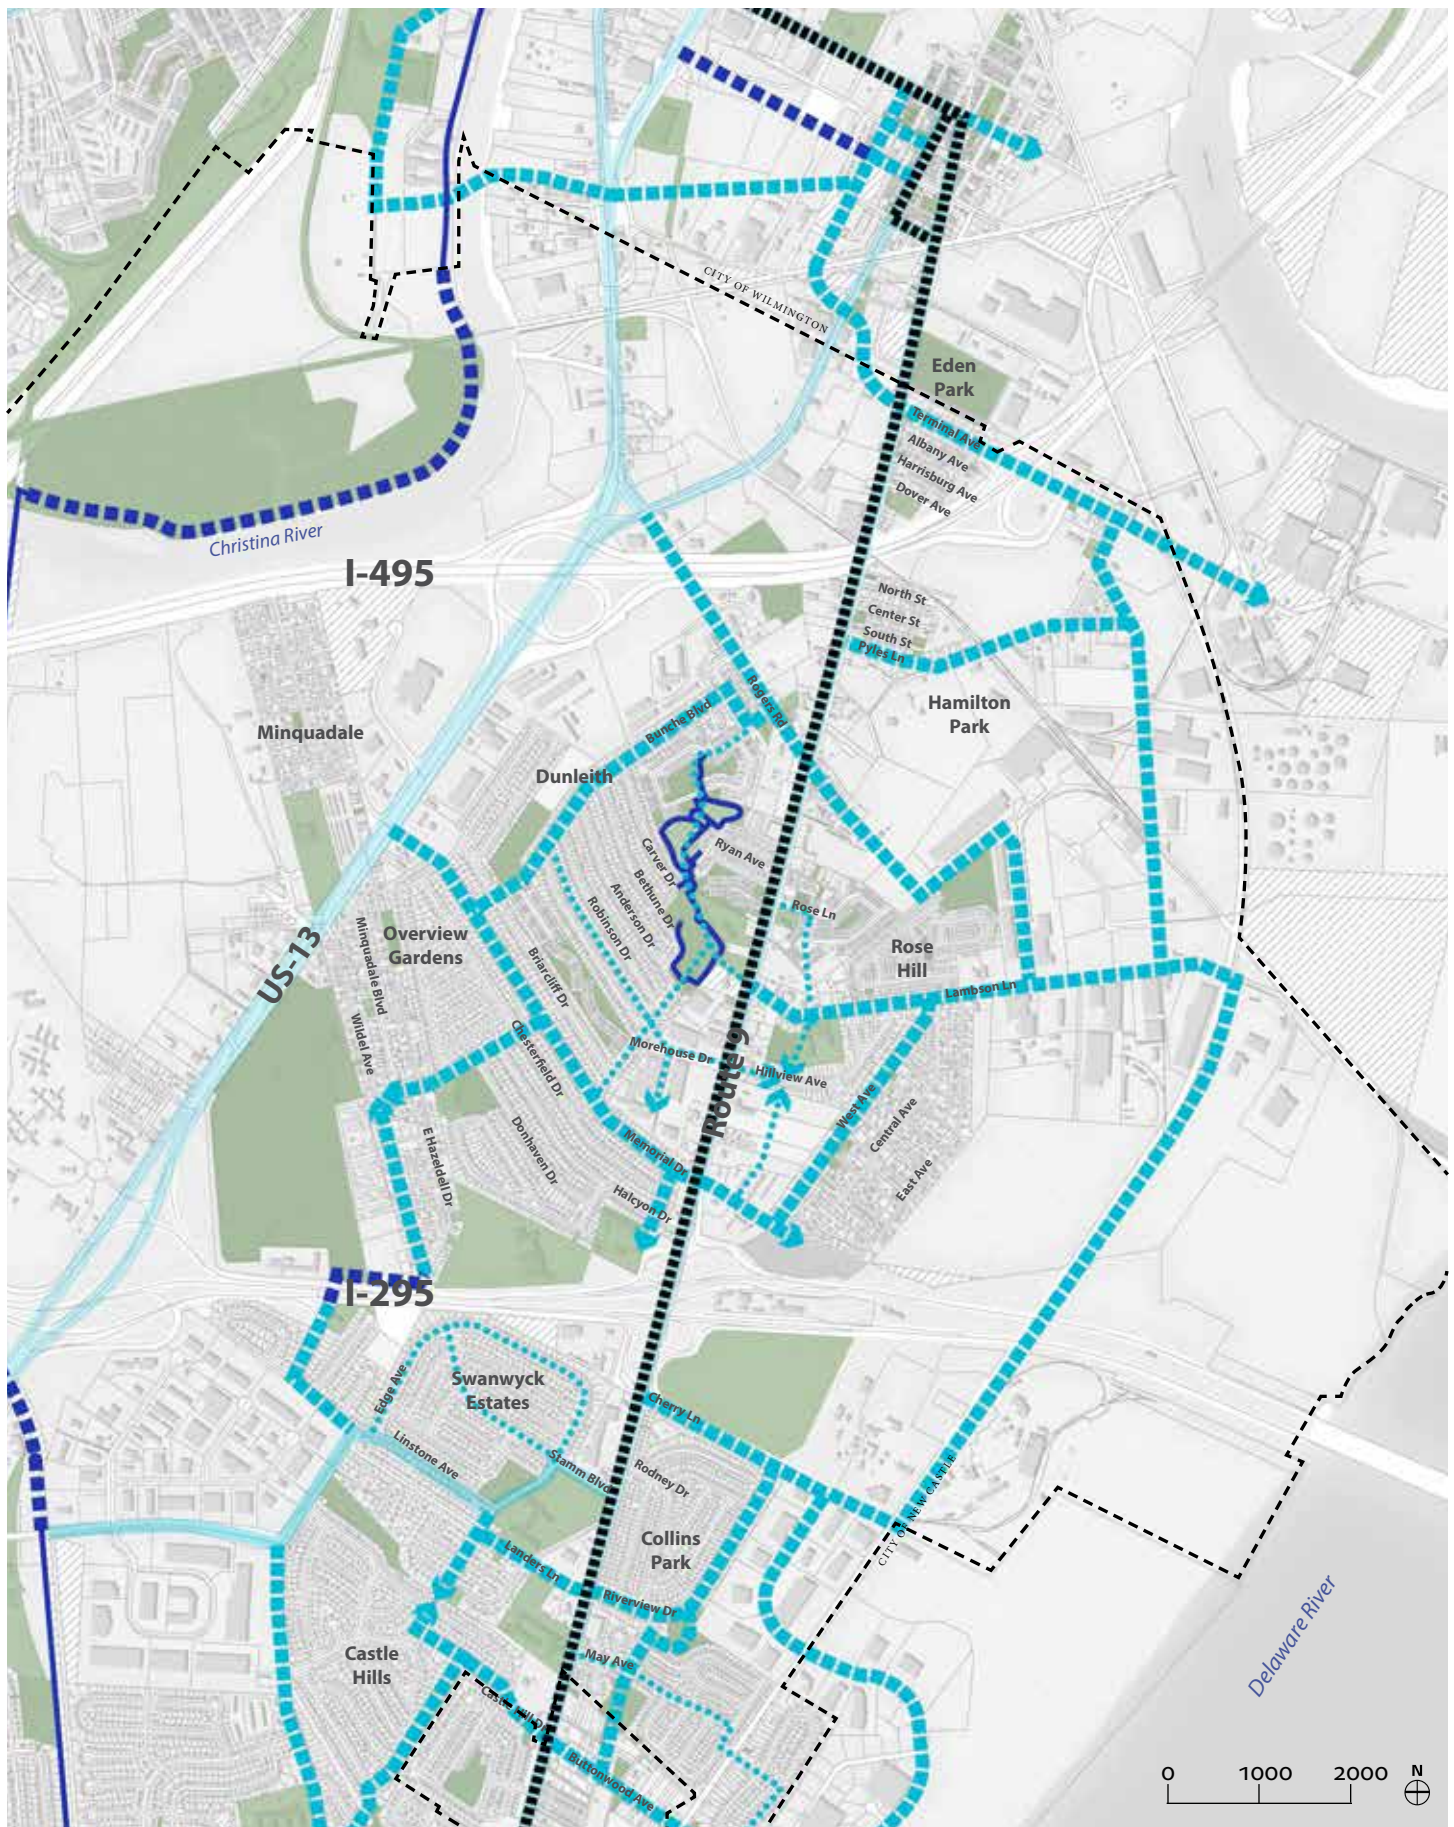 CITY OF WILMINGTON
Eden
Park
Terminal Ave
Albany Ave
Harrisburg Ave
Dover Ave
Christina River
I-495
North St
Center St
South St
Pyles Ln
Hamilton
Park
Rogers Rd
Bunche Blvd
Minquadale
Dunleith
Ryan Ave
Carver Dr
Bethune Dr
Anderson Dr
Robinson Dr
Rose Ln
Overview
Gardens
Minquadale Blvd
US-13
Briarcliff Dr
Rose
Hill
Lambson Ln
Wildel Ave
Chesterfield Dr
Morehouse Dr
Route 9
Hillview Ave
West Ave
Central Ave
East Ave
E Hazeldell Dr
Donhaven Dr
Memorial Dr
Halcyon Dr
I-295
Swanwyck
Estates
Edge Ave
Cherry Ln
Linstone Ave
Stamm Blvd
Rodney Dr
Collins
Park
CITY OF NEW CASTLE
Landers Ln
Riverview Dr
Castle
Hills
May Ave
Castle Hill Dr
Buttonwood Ave
Delaware River
0 1000 2000 N